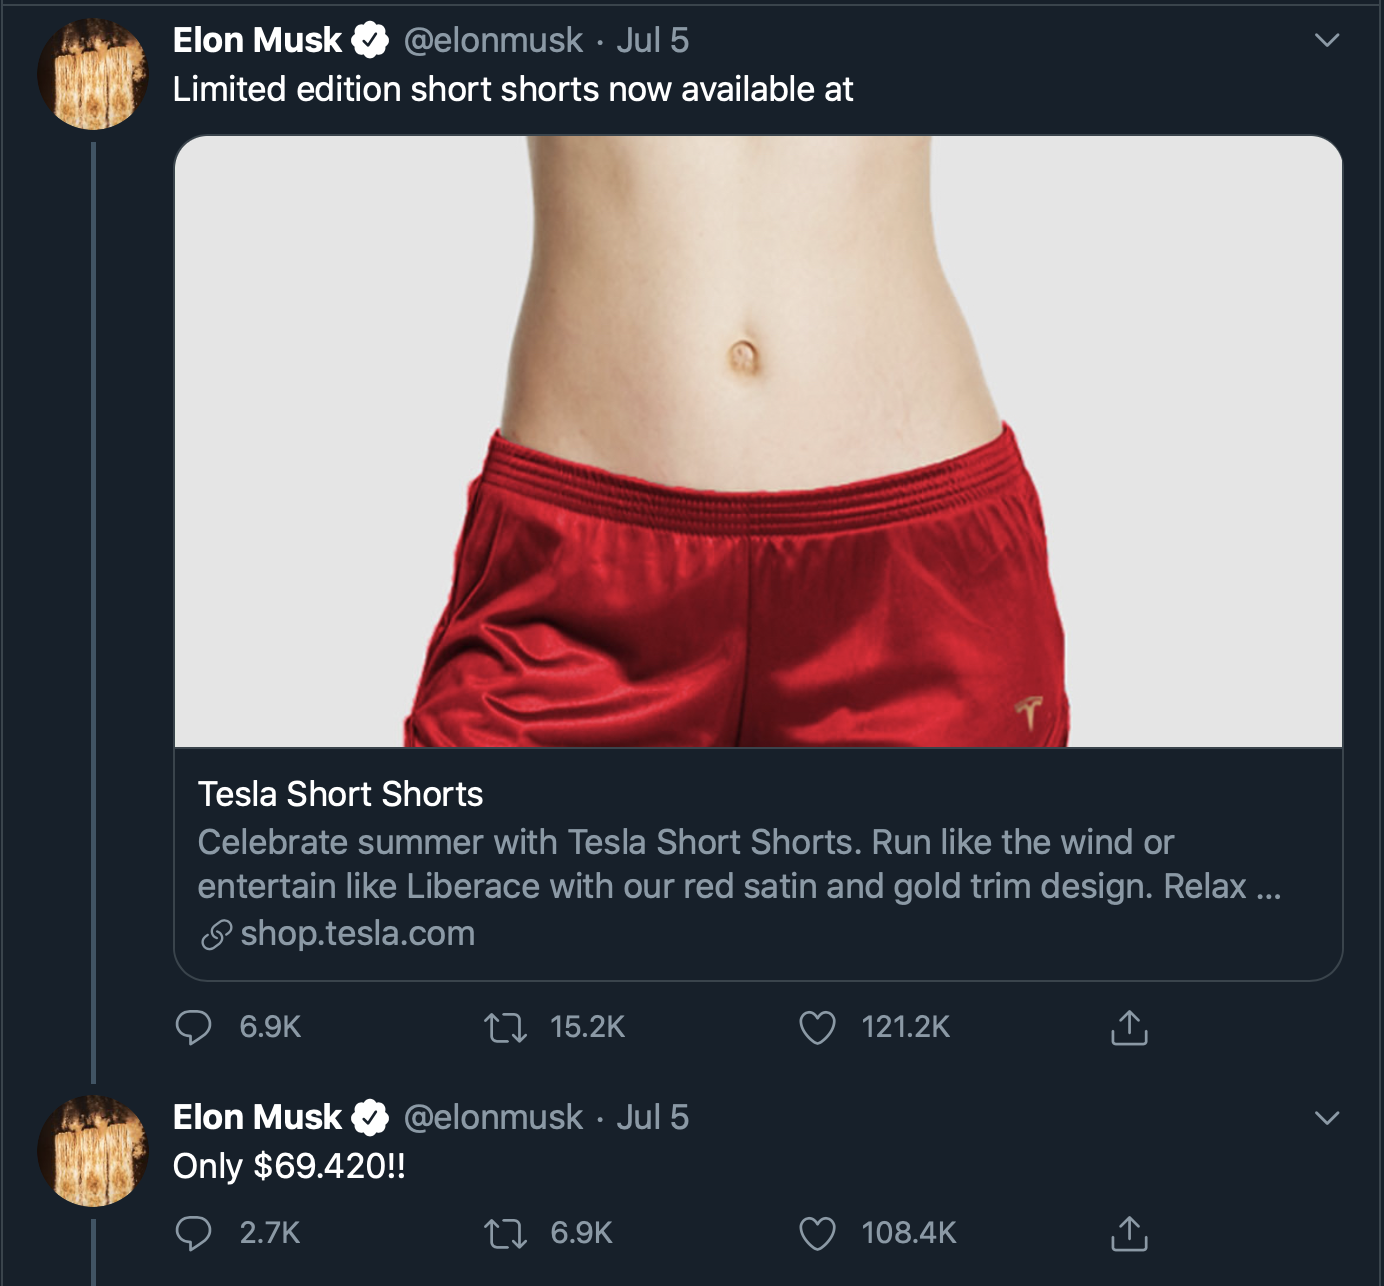 Elon Musk @elonmusk · Jul 5
Limited edition short shorts now available at
Tesla Short Shorts
Celebrate summer with Tesla Short Shorts. Run like the wind or
entertain like Liberace with our red satin and gold trim design. Relax ...
shop.tesla.com
6.9K 15.2K 121.2K
Elon Musk @elonmusk · Jul 5
Only $69.420!!
2.7K 6.9K 108.4K